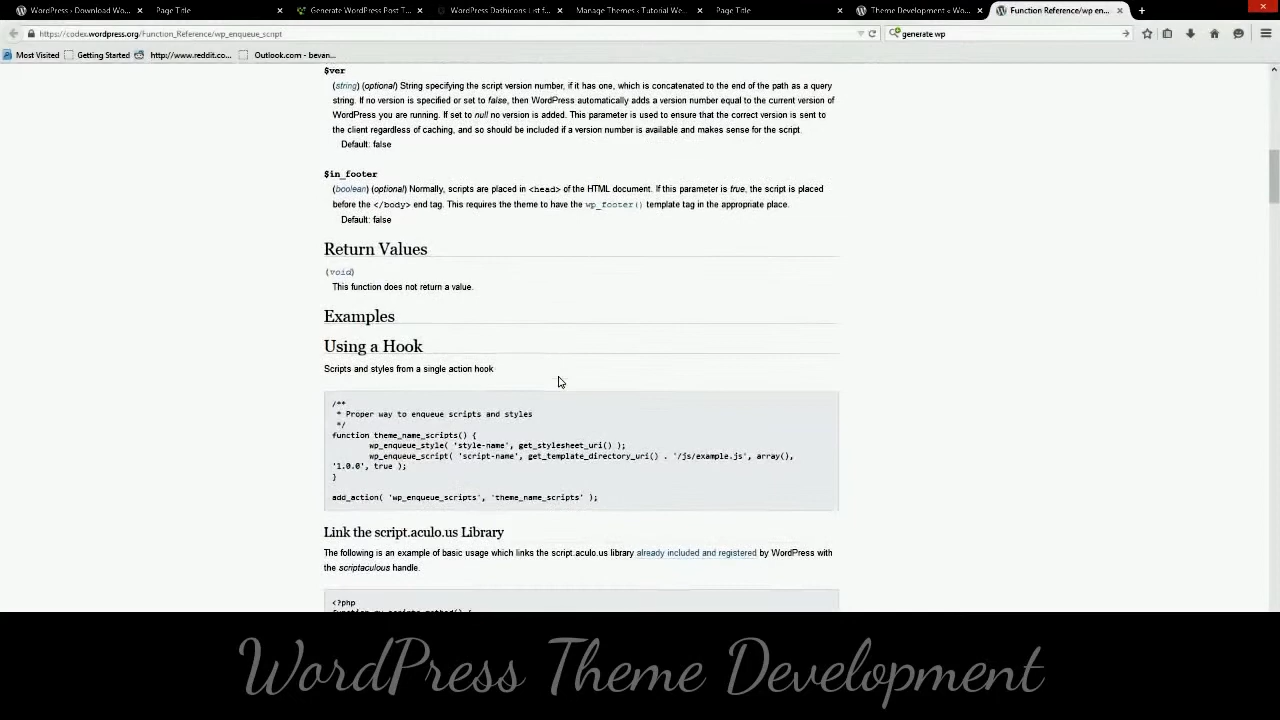 WordPress › Download Wo...
Page Title
Generate WordPress Post T...
WordPress Dashicons List f...
Manage Themes ‹ Tutorial We...
Page Title
Theme Development « Wo...
Function Reference/wp en...
https://codex.wordpress.org/Function_Reference/wp_enqueue_script
generate wp
Most Visited
Getting Started
http://www.reddit.co...
Outlook.com - bevan...
$ver
(string) (optional) String specifying the script version number, if it has one, which is concatenated to the end of the path as a query
string. If no version is specified or set to false, then WordPress automatically adds a version number equal to the current version of
WordPress you are running. If set to null no version is added. This parameter is used to ensure that the correct version is sent to
the client regardless of caching, and so should be included if a version number is available and makes sense for the script.
Default: false
$in_footer
(boolean) (optional) Normally, scripts are placed in <head> of the HTML document. If this parameter is true, the script is placed
before the </body> end tag. This requires the theme to have the wp_footer() template tag in the appropriate place.
Default: false
Return Values
(void)
This function does not return a value.
Examples
Using a Hook
Scripts and styles from a single action hook
/**
* Proper way to enqueue scripts and styles
*/
function theme_name_scripts() {
wp_enqueue_style( 'style-name', get_stylesheet_uri() );
wp_enqueue_script( 'script-name', get_template_directory_uri() . '/js/example.js', array(),
'1.0.0', true );
}
add_action( 'wp_enqueue_scripts', 'theme_name_scripts' );
Link the script.aculo.us Library
The following is an example of basic usage which links the script.aculo.us library already included and registered by WordPress with
the scriptaculous handle.
<?php
WordPress Theme Development